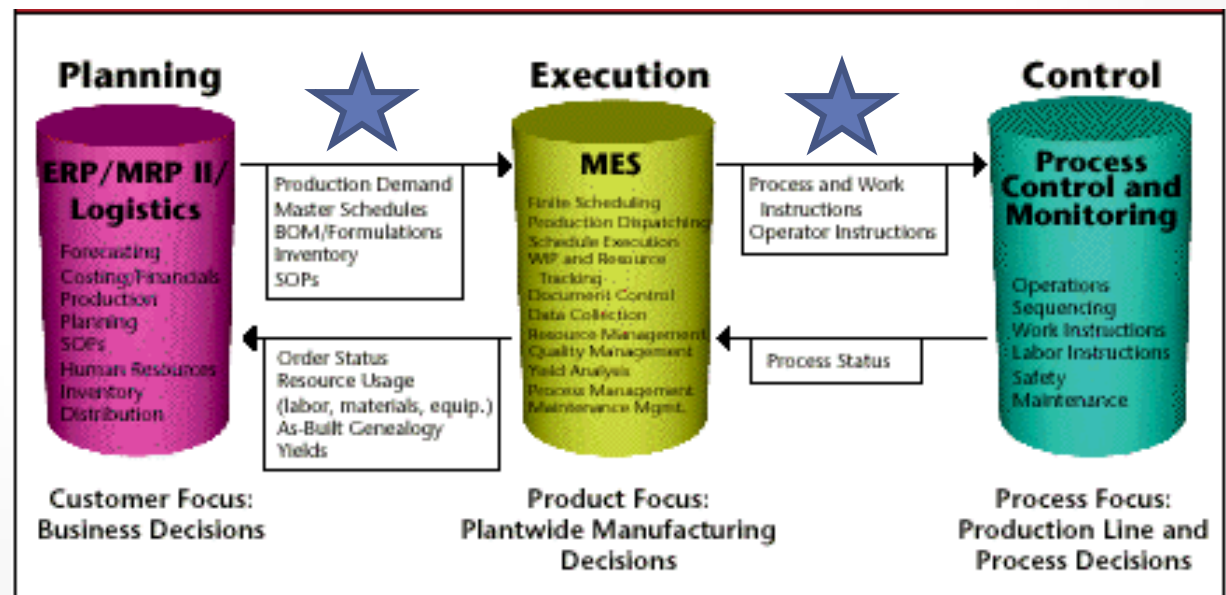 Planning
ERP/MRP II/
Logistics
Forecasting
Costing/Financials
Production
Planning
SOPs
Human Resources
Inventory
Distribution
Customer Focus:
Business Decisions
Production Demand
Master Schedules
BOM/Formulations
Inventory
SOPs
Order Status
Resource Usage
(labor, materials, equip.)
As-Built Genealogy
Yields
Execution
MES
Finite Scheduling
Production Dispatching
Schedule Execution
WIP and Resource
Tracking
Document Control
Data Collection
Resource Management
Quality Management
Yield Analysis
Process Management
Maintenance Mgmt.
Product Focus:
Plantwide Manufacturing
Decisions
Process and Work
Instructions
Operator Instructions
Process Status
Control
Process
Control and
Monitoring
Operations
Sequencing
Work Instructions
Labor Instructions
Safety
Maintenance
Process Focus:
Production Line and
Process Decisions